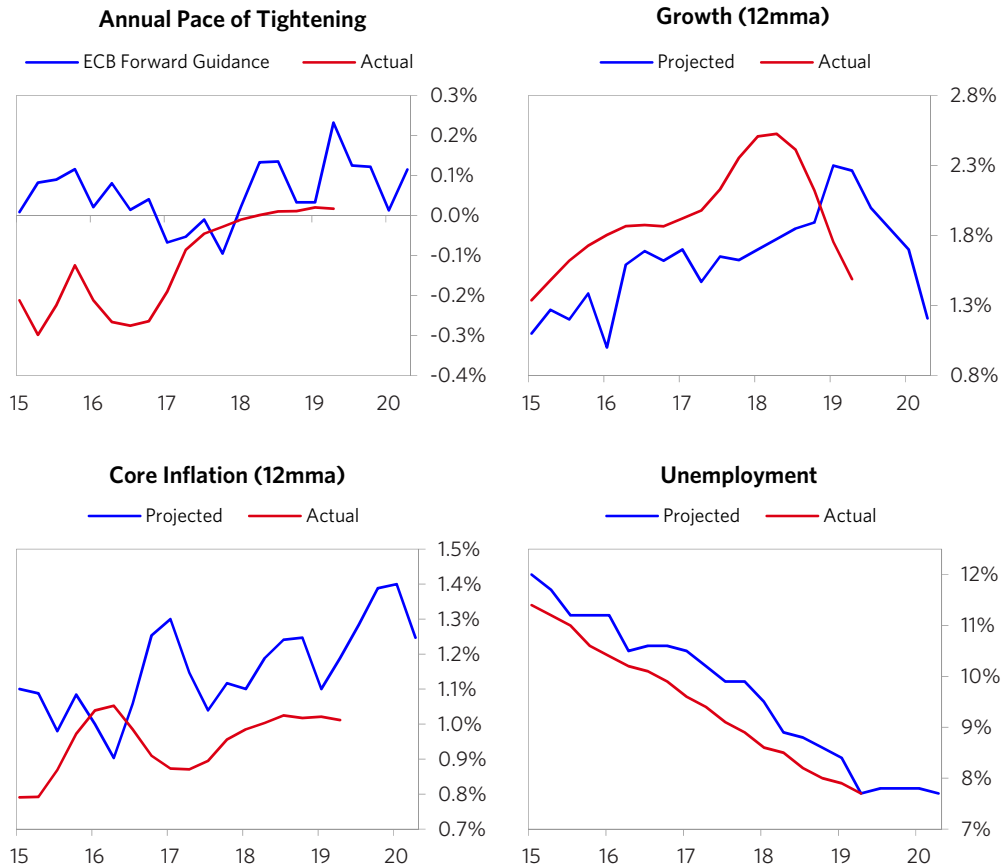 Annual Pace of Tightening
ECB Forward Guidance Actual
0.3%
0.2%
0.1%
0.0%
-0.1%
-0.2%
-0.3%
-0.4%
15 16 17 18 19 20
Growth (12mma)
Projected Actual
2.8%
2.3%
1.8%
1.3%
0.8%
15 16 17 18 19 20
Core Inflation (12mma)
Projected Actual
1.5%
1.4%
1.3%
1.2%
1.1%
1.0%
0.9%
0.8%
0.7%
15 16 17 18 19 20
Unemployment
Projected Actual
12%
11%
10%
9%
8%
7%
15 16 17 18 19 20